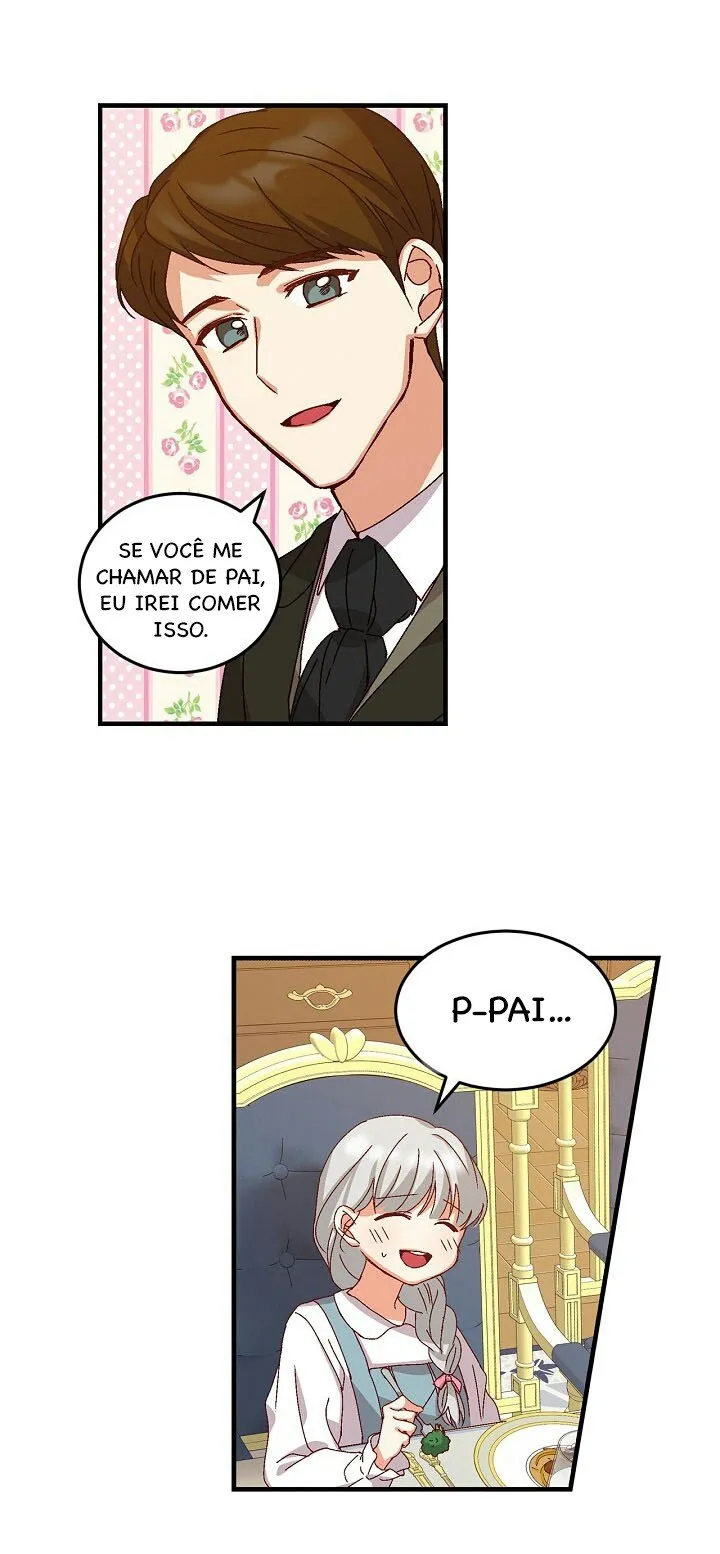 SE VOCÊ ME
CHAMAR DE PAI,
EU IREI COMER
ISSO.
P-PAI...